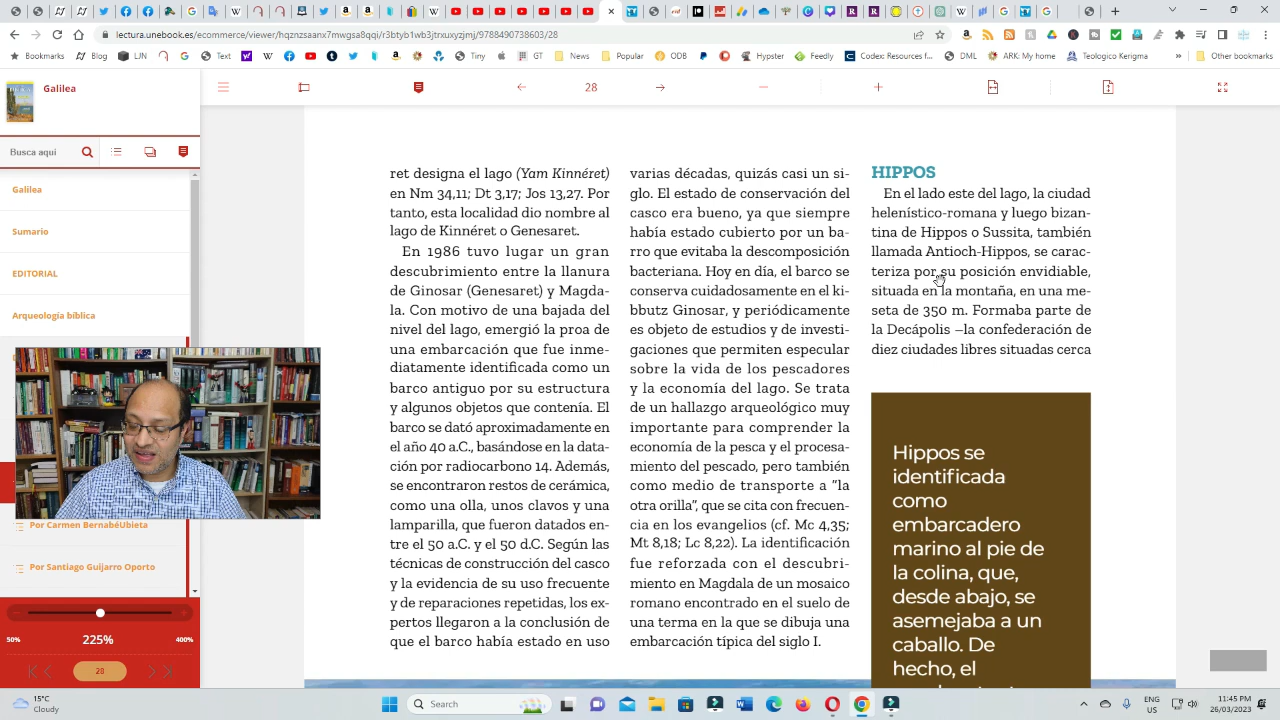 lectura.unebook.es/ecommerce/viewer/hqznzsaanx7mwgsa8qqi/r3btyb1wb3jtrxuxyzjmj/9788490738603/28
Apps
Blog
LJN
Text
Word
News
Tiny
GT
News
Popular
ODB
Hypster
Feedly
Codex Google of J...
DSS
ARK: My home
Teologico Kerigma
»
Other bookmarks
Galilea
28
Busca aqui
Galilea
Sumario
EDITORIAL
Arqueología bíblica
Por Carmen BernabéUbieta
Por Santiago Guijarro Oporto
50%
225%
400%
28
ret designa el lago (Yam Kinnéret)
en Nm 34,11; Dt 3,17; Jos 13,27. Por
tanto, esta localidad dio nombre al
lago de Kinnéret o Genesaret.
En 1986 tuvo lugar un gran
descubrimiento entre la llanura
de Ginosar (Genesaret) y Magda-
la. Con motivo de una bajada del
nivel del lago, emergió la proa de
una embarcación que fue inme-
diatamente identificada como un
barco antiguo por su estructura
y algunos objetos que contenía. El
barco se dató aproximadamente en
el año 40 a.C., basándose en la data-
ción por radiocarbono 14. Además,
se encontraron restos de cerámica,
como una olla, unos clavos y una
lamparilla, que fueron datados en-
tre el 50 a.C. y el 50 d.C. Según las
técnicas de construcción del casco
y la evidencia de su uso frecuente
y de reparaciones repetidas, los ex-
pertos llegaron a la conclusión de
que el barco había estado en uso
varias décadas, quizás casi un si-
glo. El estado de conservación del
casco era bueno, ya que siempre
había estado cubierto por un ba-
rro que evitaba la descomposición
bacteriana. Hoy en día, el barco se
conserva cuidadosamente en el ki-
bbutz Ginosar, y periódicamente
es objeto de estudios y de investi-
gaciones que permiten especular
sobre la vida de los pescadores
y la economía del lago. Se trata
de un hallazgo arqueológico muy
importante para comprender la
economía de la pesca y el procesa-
miento del pescado, pero también
como medio de transporte a "la
otra orilla", que se cita con frecuen-
cia en los evangelios (cf. Mc 4,35;
Mt 8,18; Lc 8,22). La identificación
fue reforzada con el descubri-
miento en Magdala de un mosaico
romano encontrado en el suelo de
una terma en la que se dibuja una
embarcación típica del siglo I.
HIPPOS
En el lado este del lago, la ciudad
helenístico-romana y luego bizan-
tina de Hippos o Sussita, también
llamada Antioch-Hippos, se carac-
teriza por su posición envidiable,
situada en la montaña, en una me-
seta de 350 m. Formaba parte de
la Decápolis –la confederación de
diez ciudades libres situadas cerca
Hippos se
identificada
como
embarcadero
marino al pie de
la colina, que,
desde abajo, se
asemejaba a un
caballo. De
hecho, el
15°C
Cloudy
Search
ENG
US
11:45 PM
26/03/2023